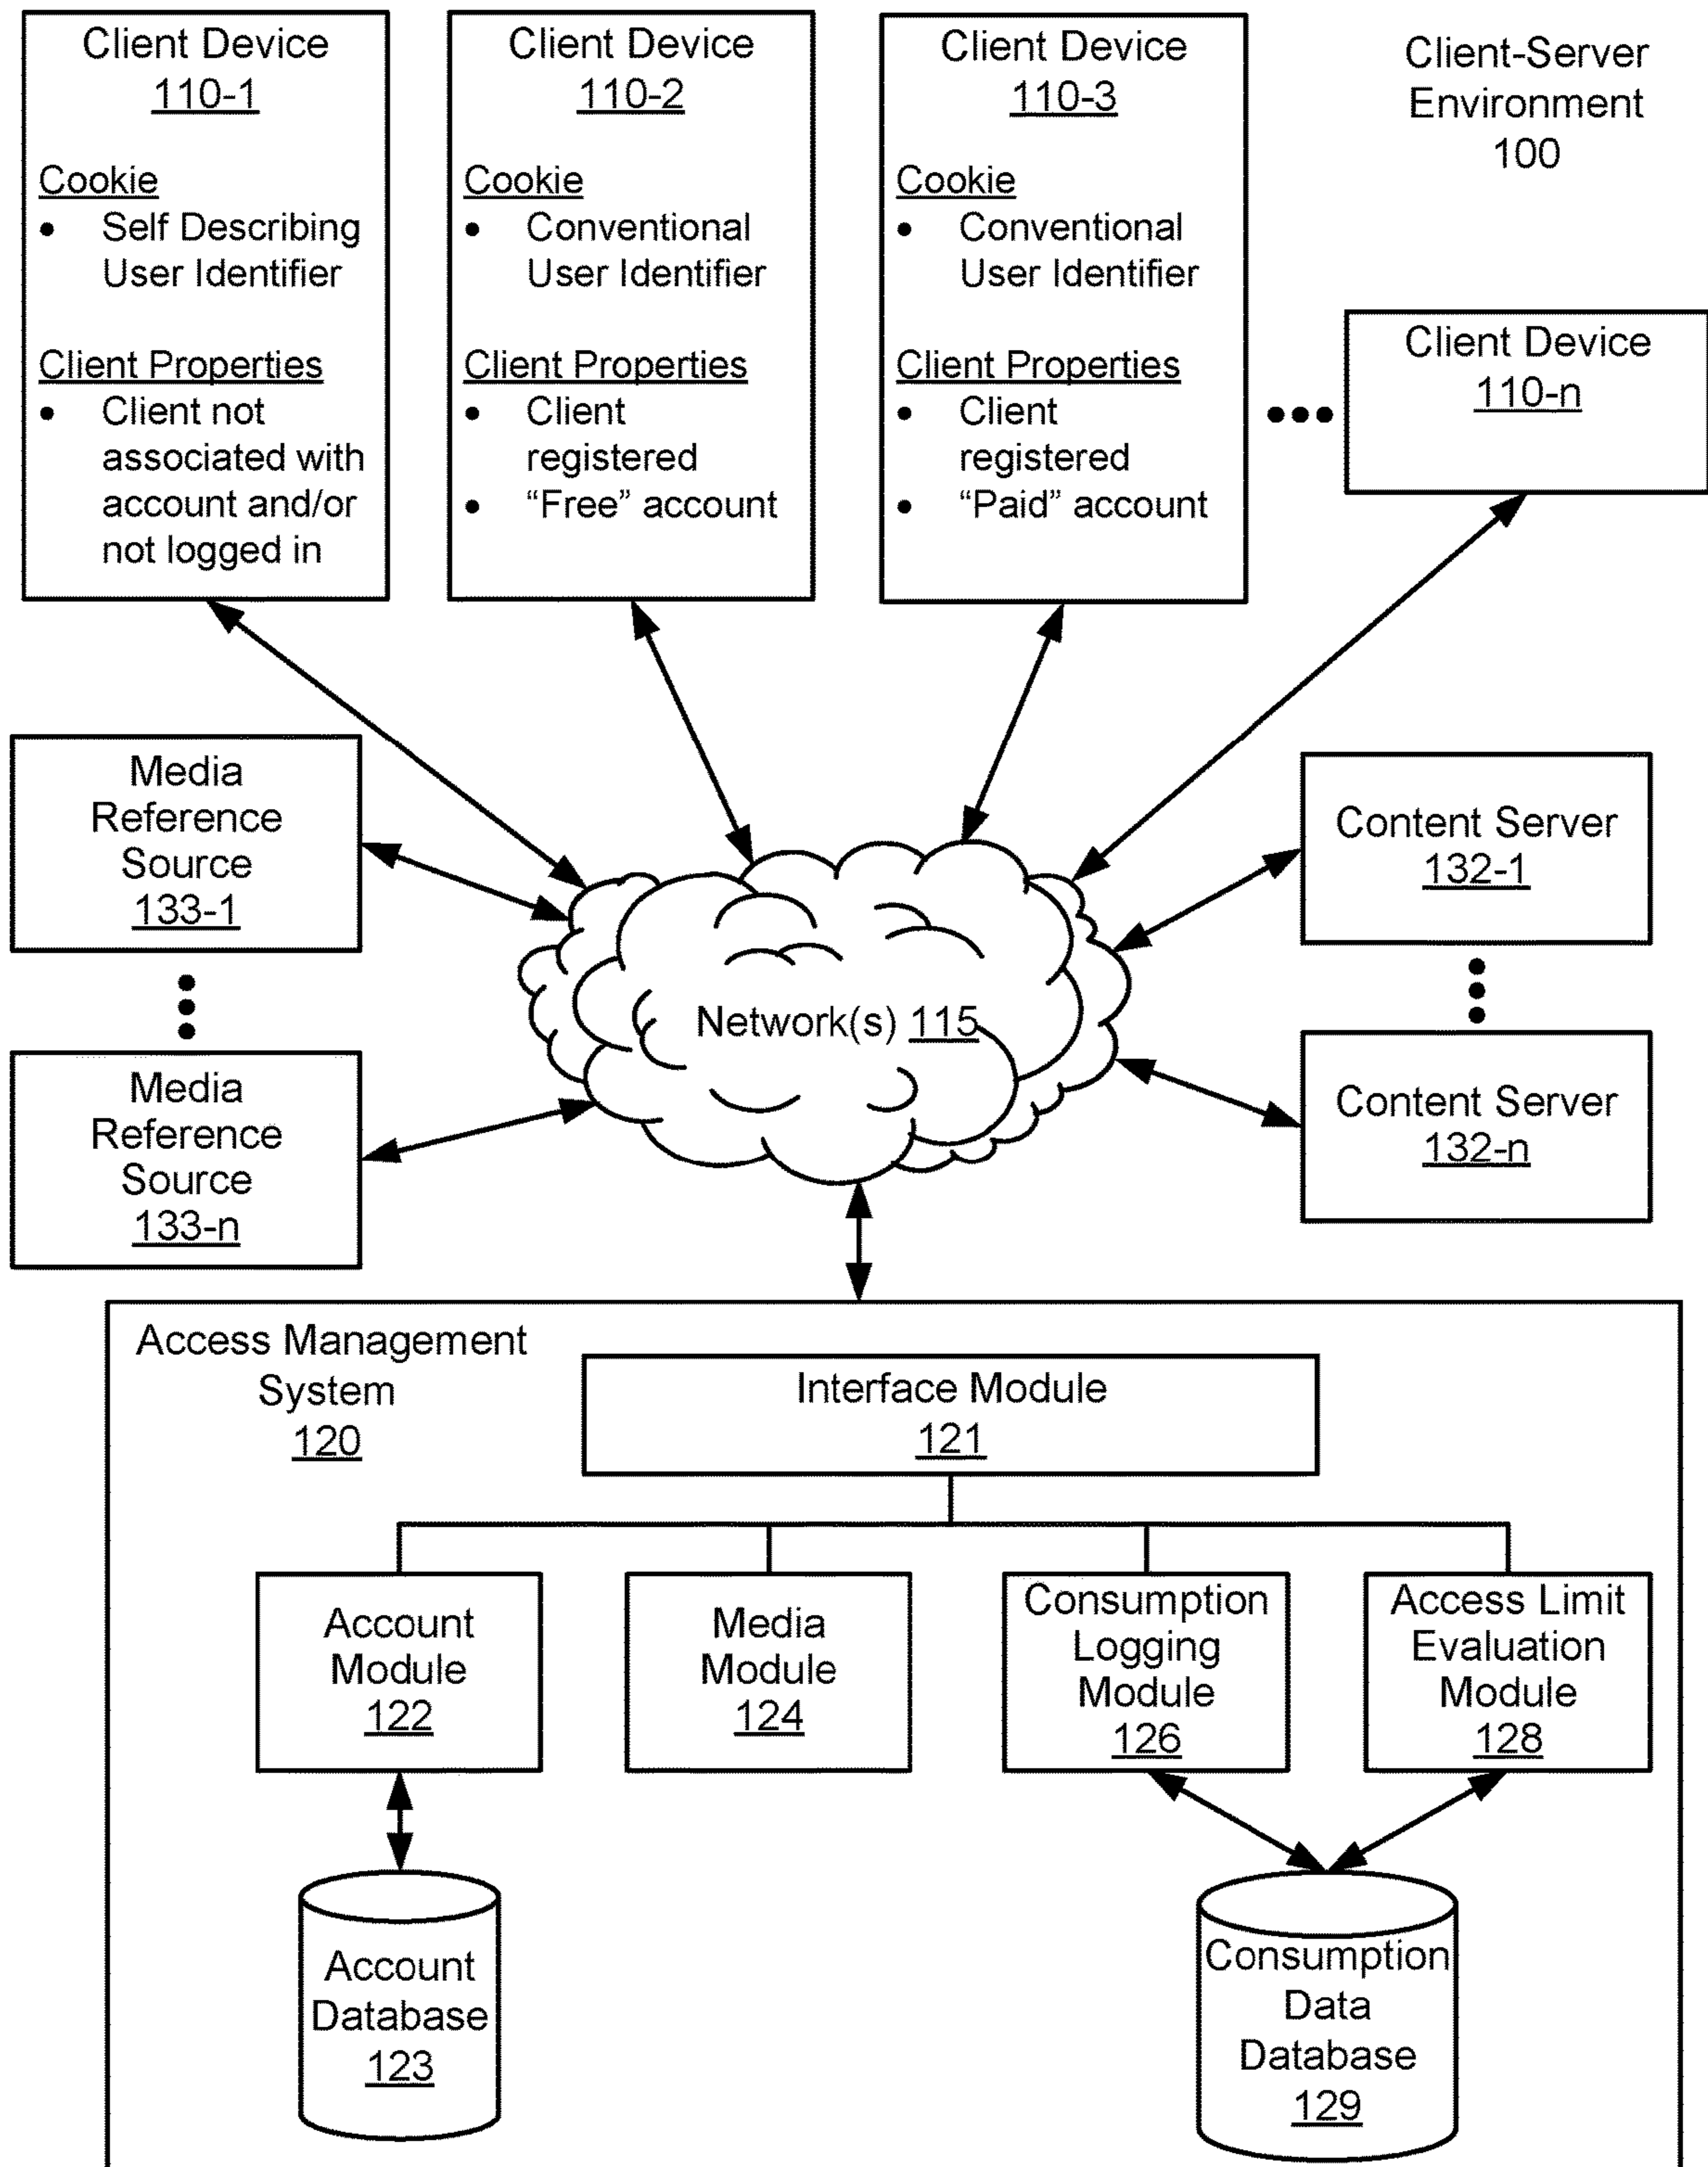 Client Device
110-1
Cookie
• Self Describing
User Identifier
Client Properties
• Client not
associated with
account and/or
not logged in
Client Device
110-2
Cookie
• Conventional
User Identifier
Client Properties
• Client
registered
• “Free” account
Client Device
110-3
Cookie
• Conventional
User Identifier
Client Properties
• Client
registered
• “Paid” account
Client-Server
Environment
100
Client Device
110-n
Media
Reference
Source
133-1
Media
Reference
Source
133-n
Network(s) 115
Content Server
132-1
Content Server
132-n
Access Management
System
120
Interface Module
121
Account
Module
122
Media
Module
124
Consumption
Logging
Module
126
Access Limit
Evaluation
Module
128
Account
Database
123
Consumption
Data
Database
129